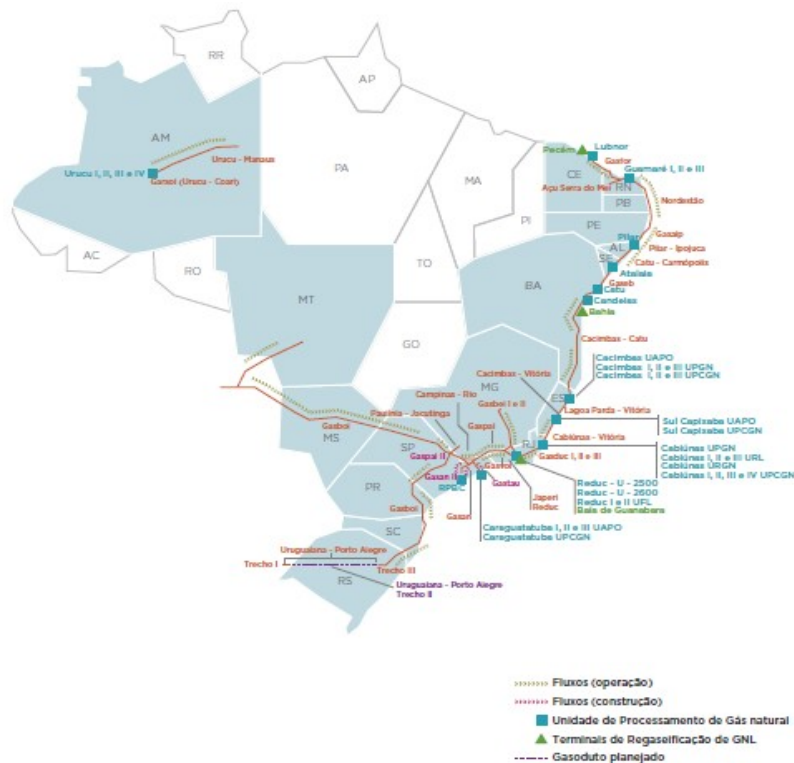 RR
AP
AM
Urucu - Manaus
Urucu I, II, III e IV
Garsol (Urucu - Coari)
PA
MA
Pecém
Lubnor
Gasfor
Guamaré I, II e III
CE
RN
Açu Serra do Mel
PB
Nordestão
PI
PE
Gasalp
Pilar
AL
Pilar - Ipojuca
SE
Catu - Carmópolis
Atalaia
Gaseb
AC
RO
TO
BA
Catu
Candeias
Bahia
MT
GO
Cacimbas - Catu
Cacimbas UAPO
Cacimbas I, II e III UPGN
Cacimbas I, II e III UPCGN
Cacimbas - Vitória
MG
ES
Campinas - Rio
Gasbol I e II
Lagoa Parda - Vitória
Paulínia - Jacutinga
Sul Capixaba UAPO
Sul Capixaba UPCGN
Gasbol
Gaspal
MS
SP
RJ
Cabiúnas - Vitória
Gaspal II
Cabiúnas UPGN
Cabiúnas I, II e III URL
Cabiúnas URGN
Cabiúnas I, II, III e IV UPCGN
Gasduc I, II e III
Gasan II
RPBC
Gastau
Reduc - U - 2500
Reduc - U - 2600
Reduc I e II UFL
Baía de Guanabara
PR
Japeri
Reduc
Gasan
Gasbol
Caraguatatuba I, II e III UAPO
Caraguatatuba UPCGN
SC
Uruguaiana - Porto Alegre
Trecho I
Trecho III
RS
Uruguaiana - Porto Alegre
Trecho II
Fluxos (operação)
Fluxos (construção)
Unidade de Processamento de Gás natural
Terminais de Regaseificação de GNL
Gasoduto planejado